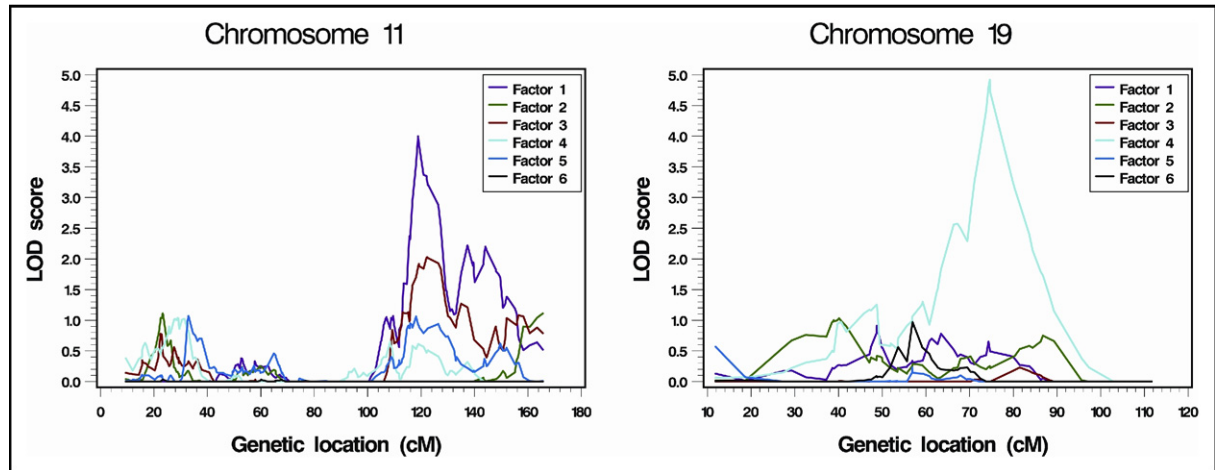 Chromosome 11
LOD score
5.0
4.5
4.0
3.5
3.0
2.5
2.0
1.5
1.0
0.5
0.0
Factor 1
Factor 2
Factor 3
Factor 4
Factor 5
Factor 6
0 20 40 60 80 100 120 140 160 180
Genetic location (cM)
Chromosome 19
LOD score
5.0
4.5
4.0
3.5
3.0
2.5
2.0
1.5
1.0
0.5
0.0
Factor 1
Factor 2
Factor 3
Factor 4
Factor 5
Factor 6
10 20 30 40 50 60 70 80 90 100 110 120
Genetic location (cM)